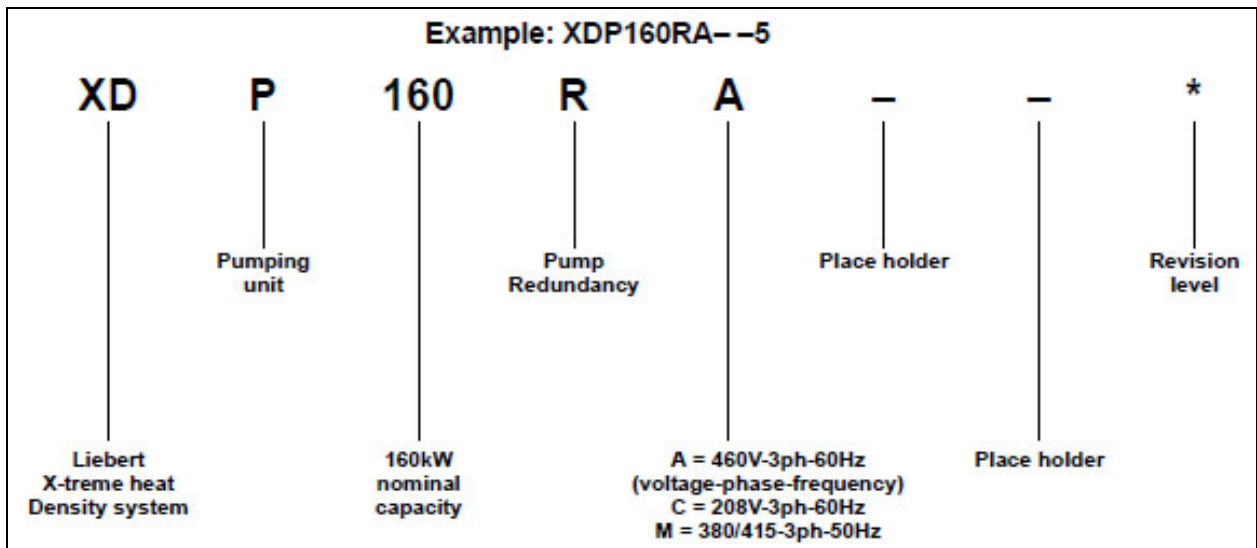 Example: XDP160RA– –5
XD P 160 R A – – *
Pumping
unit
Pump
Redundancy
Place holder
Revision
level
Liebert
X-treme heat
Density system
160kW
nominal
capacity
A = 460V-3ph-60Hz
(voltage-phase-frequency)
C = 208V-3ph-60Hz
M = 380/415-3ph-50Hz
Place holder